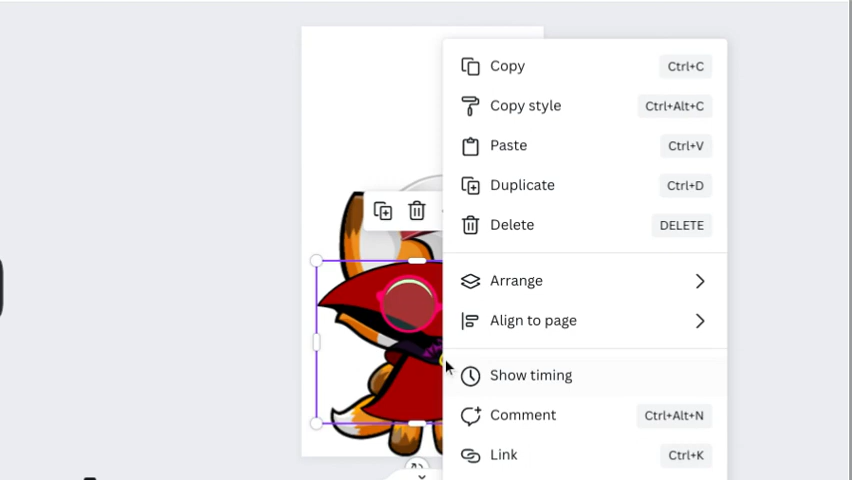 Copy Ctrl+C
Copy style Ctrl+Alt+C
Paste Ctrl+V
Duplicate Ctrl+D
Delete DELETE
Arrange
Align to page
Show timing
Comment Ctrl+Alt+N
Link Ctrl+K